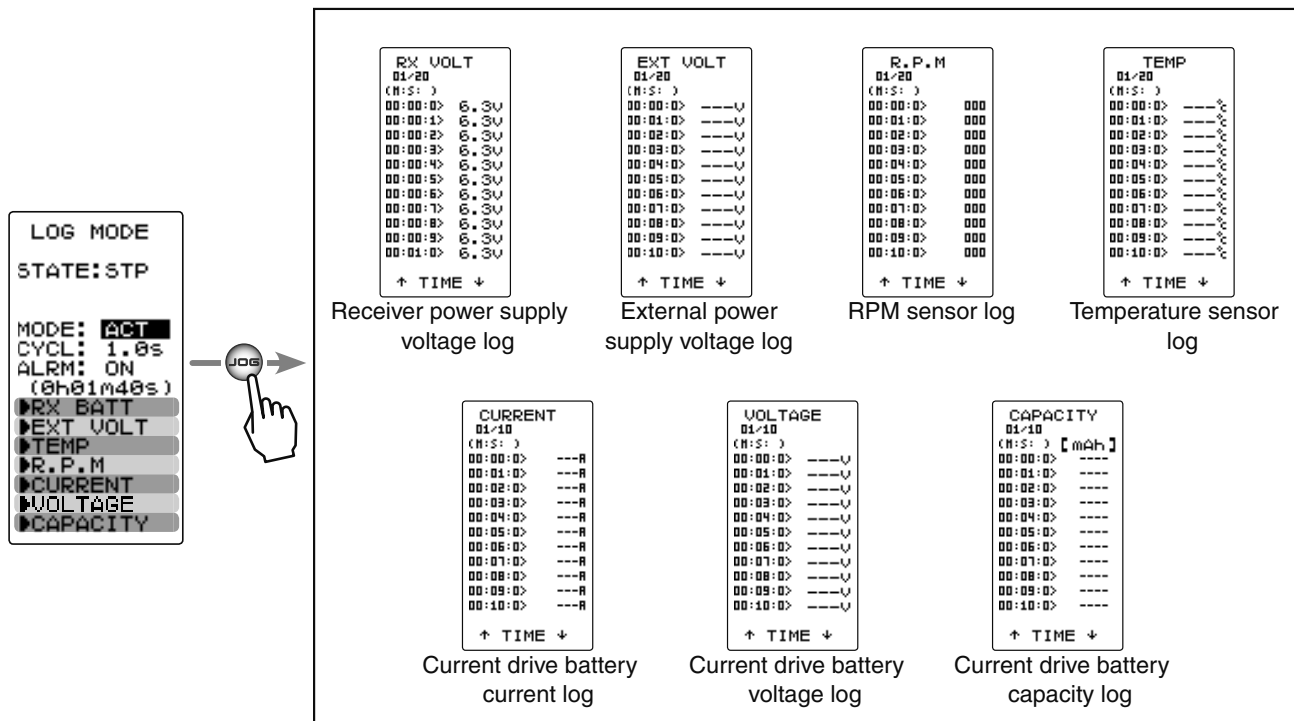 LOG MODE
STATE:STP
MODE: ACT
CYCL: 1.0s
ALRM: ON
(0h01m40s)
RX BATT
EXT VOLT
TEMP
R.P.M
CURRENT
VOLTAGE
CAPACITY
JOG
RX VOLT
01/20
(M:S: )
00:00:0> 6.3V
00:00:1> 6.3V
00:00:2> 6.3V
00:00:3> 6.3V
00:00:4> 6.3V
00:00:5> 6.3V
00:00:6> 6.3V
00:00:7> 6.3V
00:00:8> 6.3V
00:00:9> 6.3V
00:01:0> 6.3V
↑ TIME ↓
Receiver power supply
voltage log
EXT VOLT
01/20
(M:S: )
00:00:0> ---V
00:01:0> ---V
00:02:0> ---V
00:03:0> ---V
00:04:0> ---V
00:05:0> ---V
00:06:0> ---V
00:07:0> ---V
00:08:0> ---V
00:09:0> ---V
00:10:0> ---V
↑ TIME ↓
External power
supply voltage log
R.P.M
01/20
(M:S: )
00:00:0> 000
00:01:0> 000
00:02:0> 000
00:03:0> 000
00:04:0> 000
00:05:0> 000
00:06:0> 000
00:07:0> 000
00:08:0> 000
00:09:0> 000
00:10:0> 000
↑ TIME ↓
RPM sensor log
TEMP
01/20
(M:S: )
00:00:0> ---℃
00:01:0> ---℃
00:02:0> ---℃
00:03:0> ---℃
00:04:0> ---℃
00:05:0> ---℃
00:06:0> ---℃
00:07:0> ---℃
00:08:0> ---℃
00:09:0> ---℃
00:10:0> ---℃
↑ TIME ↓
Temperature sensor
log
CURRENT
01/10
(M:S: )
00:00:0> ---A
00:01:0> ---A
00:02:0> ---A
00:03:0> ---A
00:04:0> ---A
00:05:0> ---A
00:06:0> ---A
00:07:0> ---A
00:08:0> ---A
00:09:0> ---A
00:10:0> ---A
↑ TIME ↓
Current drive battery
current log
VOLTAGE
01/10
(M:S: )
00:00:0> ---V
00:01:0> ---V
00:02:0> ---V
00:03:0> ---V
00:04:0> ---V
00:05:0> ---V
00:06:0> ---V
00:07:0> ---V
00:08:0> ---V
00:09:0> ---V
00:10:0> ---V
↑ TIME ↓
Current drive battery
voltage log
CAPACITY
01/10
(M:S: ) [mAh]
00:00:0> ----
00:01:0> ----
00:02:0> ----
00:03:0> ----
00:04:0> ----
00:05:0> ----
00:06:0> ----
00:07:0> ----
00:08:0> ----
00:09:0> ----
00:10:0> ----
↑ TIME ↓
Current drive battery
capacity log